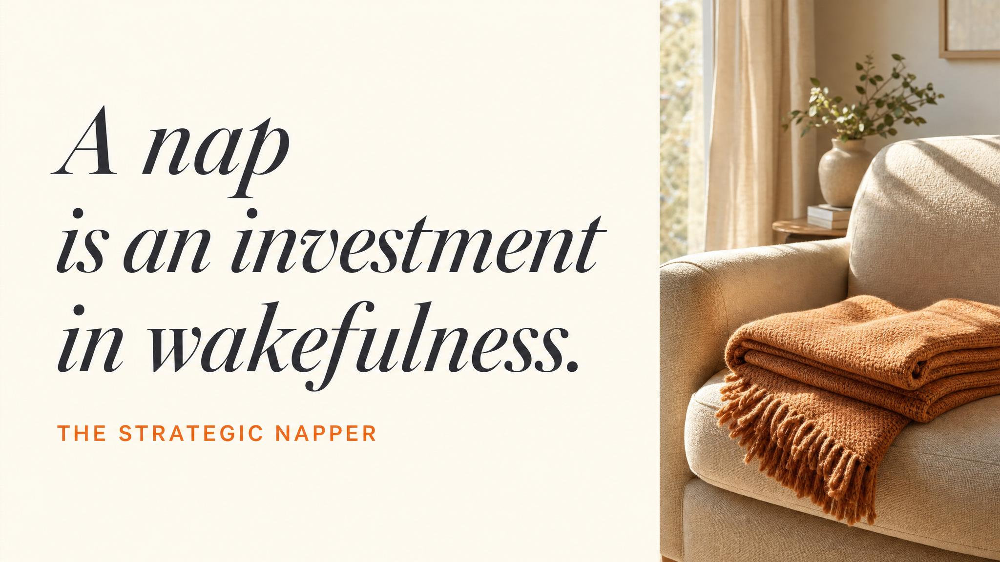 A nap
is an investment
in wakefulness.
THE STRATEGIC NAPPER